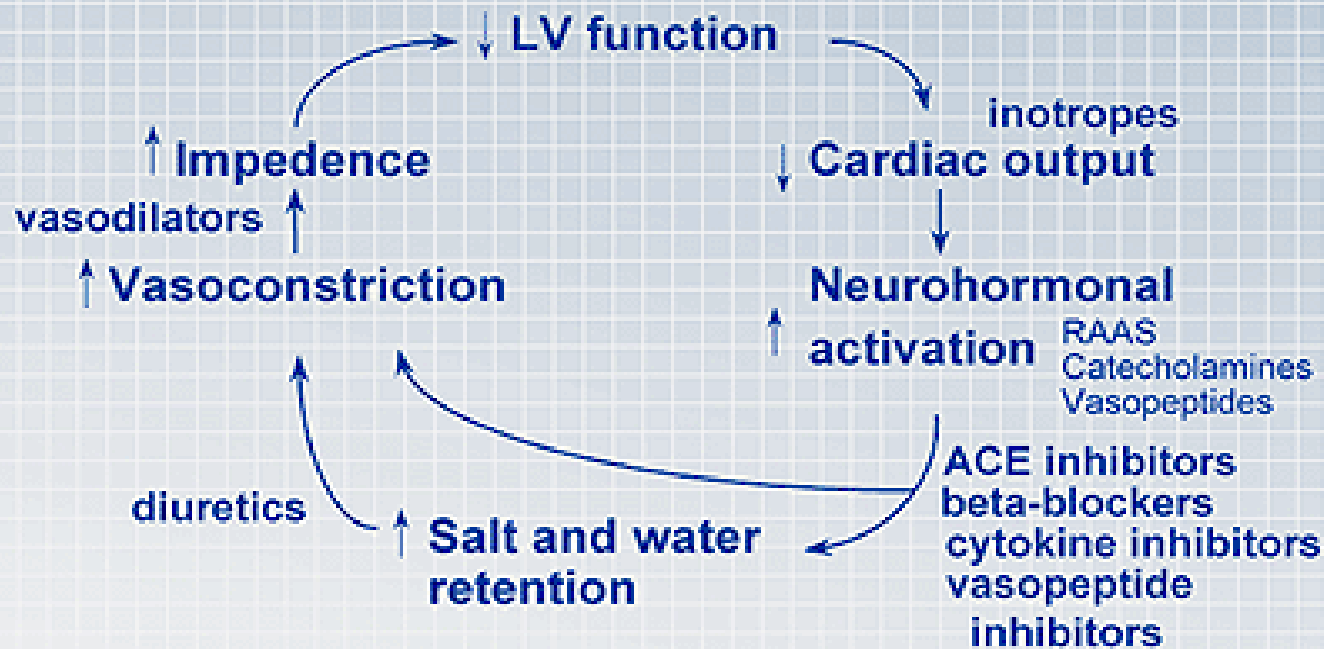 ↓ LV function
inotropes
↑ Impedence
↓ Cardiac output
vasodilators ↑
↑ Vasoconstriction
Neurohormonal
↑ activation
RAAS
Catecholamines
Vasopeptides
ACE inhibitors
beta-blockers
cytokine inhibitors
vasopeptide
inhibitors
diuretics
↑ Salt and water
retention